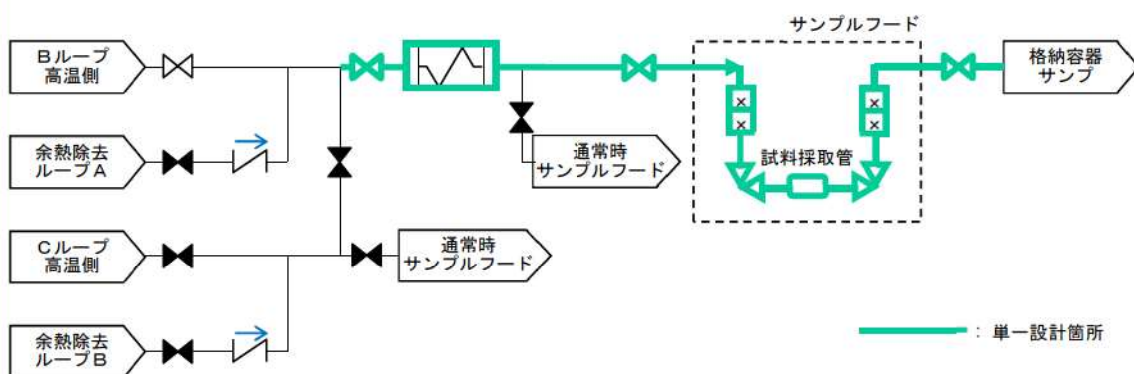 サンプルフード
Bループ
高温側
格納容器
サンプ
余熱除去
ループA
通常時
サンプルフード
試料採取管
Cループ
高温側
通常時
サンプルフード
余熱除去
ループB
：単一設計箇所